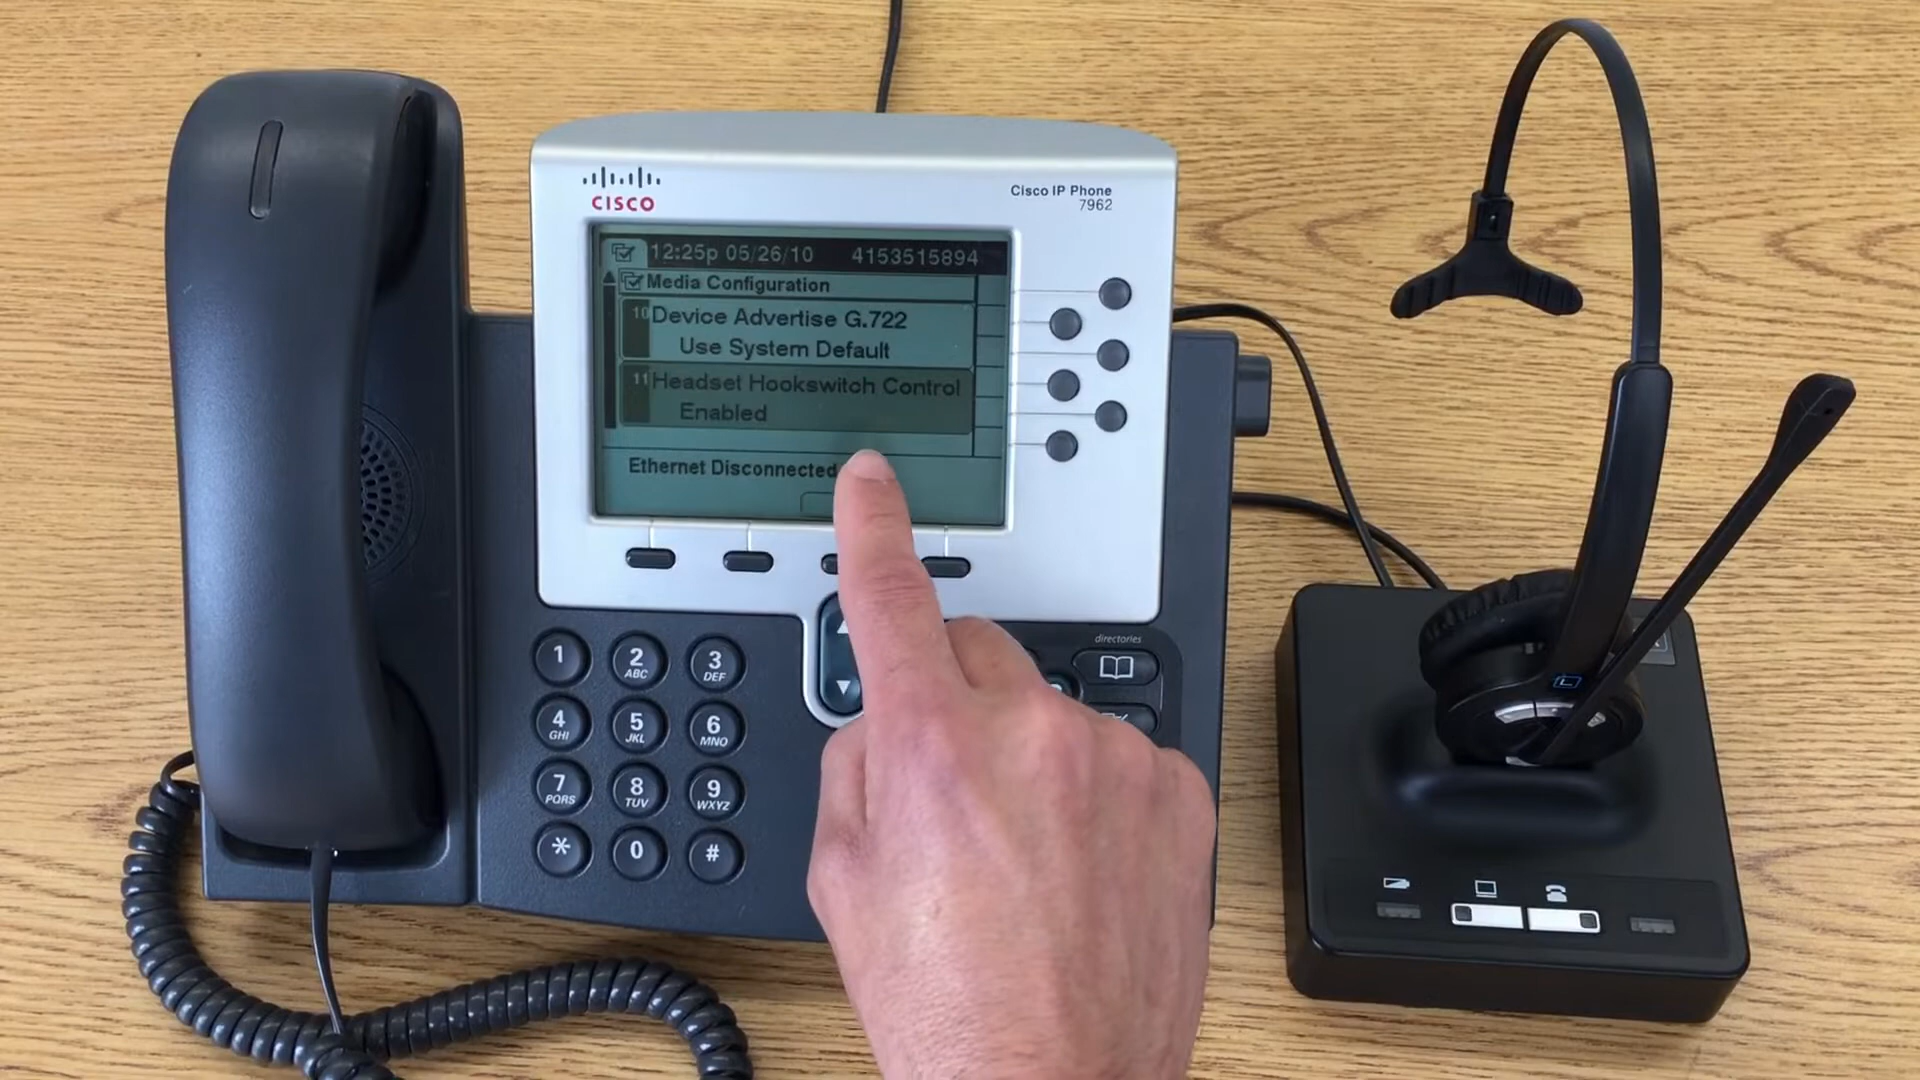 CISCO
Cisco IP Phone
7962
12:25p 05/26/10 4153515894
Media Configuration
10 Device Advertise G.722
Use System Default
11 Headset Hookswitch Control
Enabled
Ethernet Disconnected
directories
1
2 ABC
3 DEF
4 GHI
5 JKL
6 MNO
7 PQRS
8 TUV
9 WXYZ
*
0
#
L